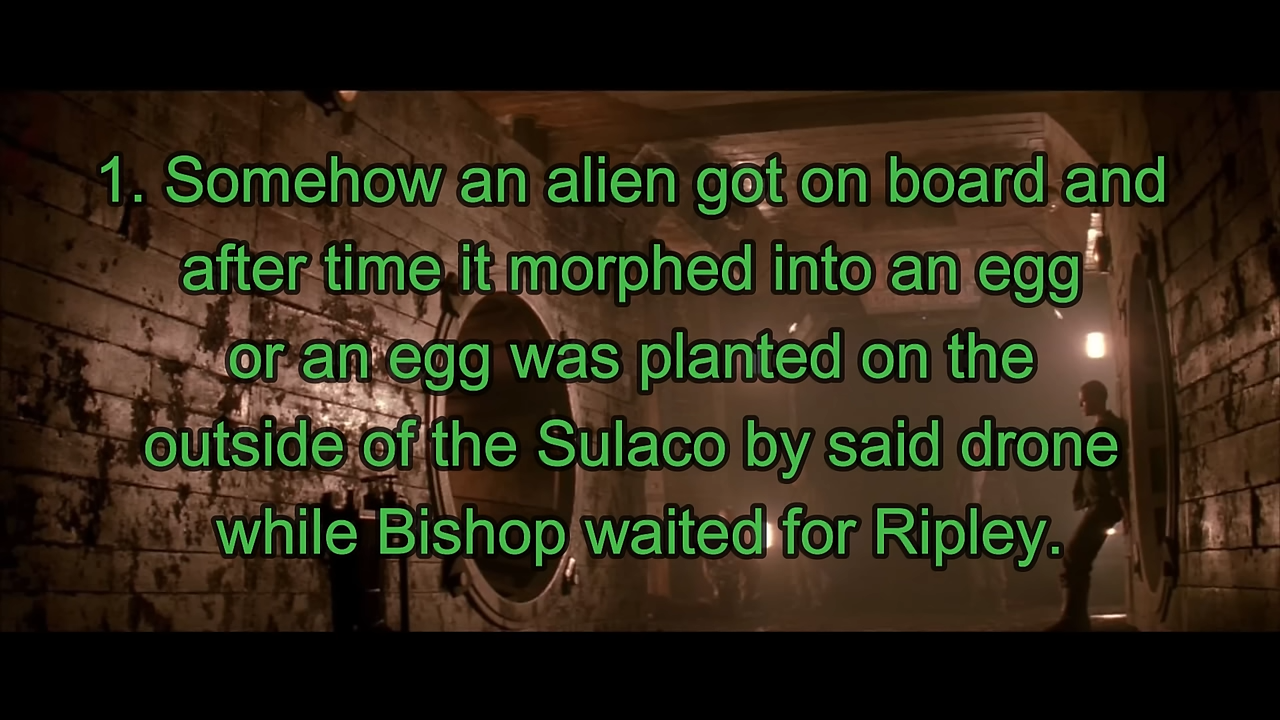 1. Somehow an alien got on board and
after time it morphed into an egg
or an egg was planted on the
outside of the Sulaco by said drone
while Bishop waited for Ripley.